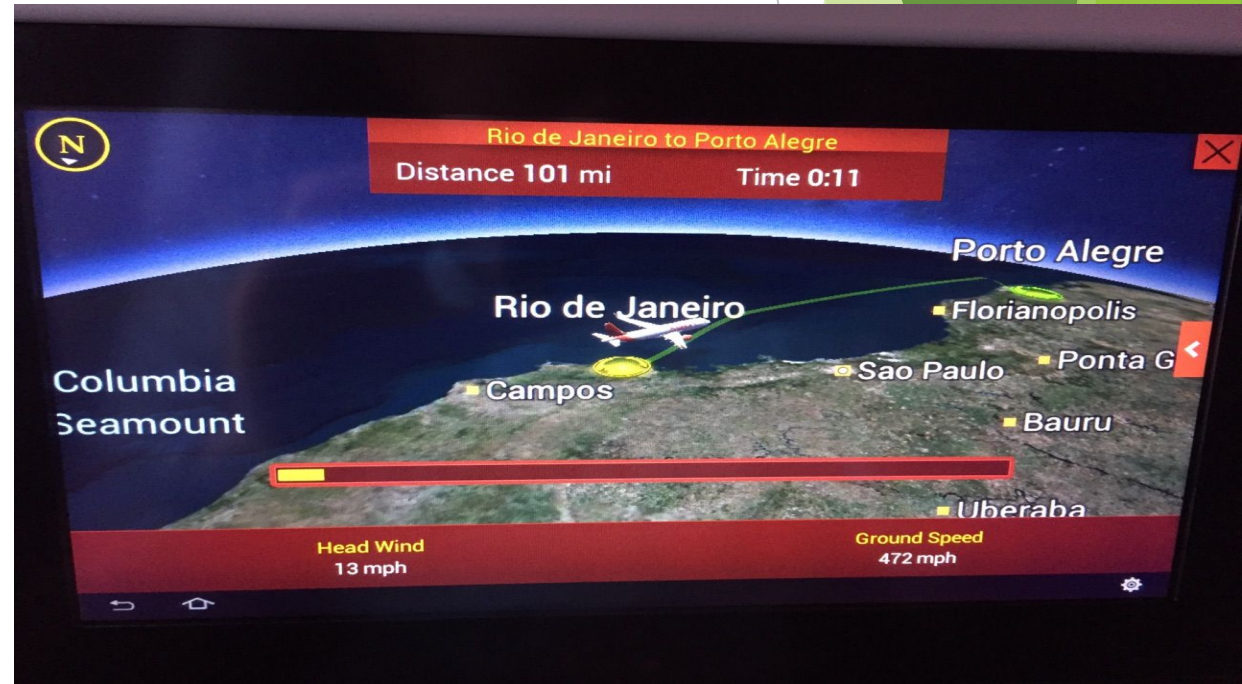 N
Rio de Janeiro to Porto Alegre
Distance 101 mi Time 0:11
Porto Alegre
Rio de Janeiro
Florianopolis
Columbia
Seamount
Campos
Sao Paulo
Ponta G
Bauru
Uberaba
Head Wind
13 mph
Ground Speed
472 mph